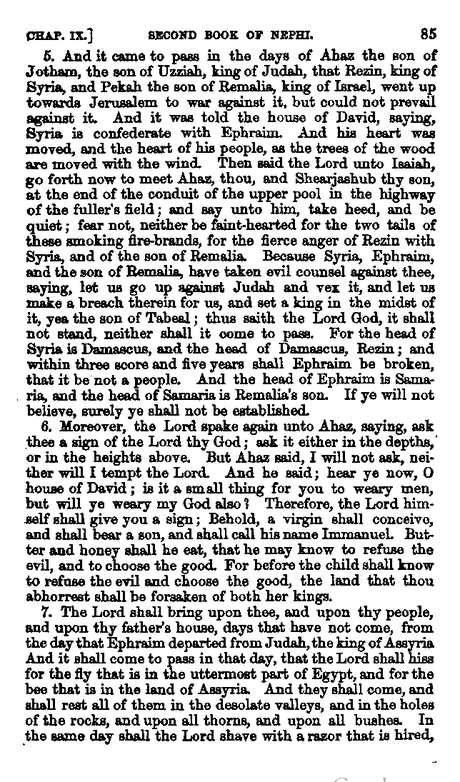 CHAP. IX.] SECOND BOOK OF NEPHI. 85
5. And it came to pass in the days of Ahaz the son of
Jotham, the son of Uzziah, king of Judah, that Rezin, king of
Syria, and Pekah the son of Remalia, king of Israel, went up
towards Jerusalem to war against it, but could not prevail
against it. And it was told the house of David, saying,
Syria is confederate with Ephraim. And his heart was
moved, and the heart of his people, as the trees of the wood
are moved with the wind. Then said the Lord unto Isaiah,
go forth now to meet Ahaz, thou, and Shearjashub thy son,
at the end of the conduit of the upper pool in the highway
of the fuller's field; and say unto him, take heed, and be
quiet; fear not, neither be faint-hearted for the two tails of
these smoking fire-brands, for the fierce anger of Rezin with
Syria, and of the son of Remalia. Because Syria, Ephraim,
and the son of Remalia, have taken evil counsel against thee,
saying, let us go up against Judah and vex it, and let us
make a breach therein for us, and set a king in the midst of
it, yea the son of Tabeal; thus saith the Lord God, it shall
not stand, neither shall it come to pass. For the head of
Syria is Damascus, and the head of Damascus, Rezin; and
within three score and five years shall Ephraim be broken,
that it be not a people. And the head of Ephraim is Sama-
ria, and the head of Samaria is Remalia's son. If ye will not
believe, surely ye shall not be established.
6. Moreover, the Lord spake again unto Ahaz, saying, ask
thee a sign of the Lord thy God; ask it either in the depths,
or in the heights above. But Ahaz said, I will not ask, nei-
ther will I tempt the Lord. And he said; hear ye now, O
house of David; is it a small thing for you to weary men,
but will ye weary my God also? Therefore, the Lord him-
self shall give you a sign; Behold, a virgin shall conceive,
and shall bear a son, and shall call his name Immanuel. But-
ter and honey shall he eat, that he may know to refuse the
evil, and to choose the good. For before the child shall know
to refuse the evil and choose the good, the land that thou
abhorrest shall be forsaken of both her kings.
7. The Lord shall bring upon thee, and upon thy people,
and upon thy father's house, days that have not come, from
the day that Ephraim departed from Judah, the king of Assyria
And it shall come to pass in that day, that the Lord shall hiss
for the fly that is in the uttermost part of Egypt, and for the
bee that is in the land of Assyria. And they shall come, and
shall rest all of them in the desolate valleys, and in the holes
of the rocks, and upon all thorns, and upon all bushes. In
the same day shall the Lord shave with a razor that is hired,